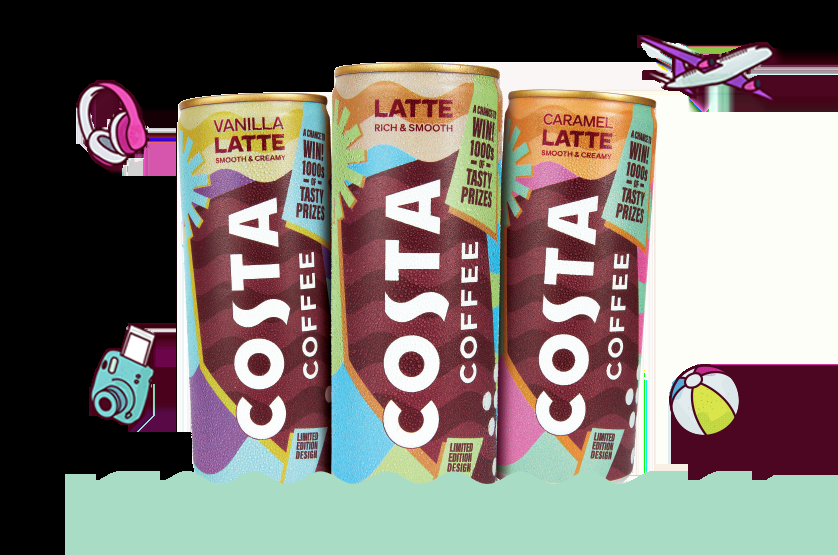 VANILLA
LATTE
SMOOTH & CREAMY
A CHANCE TO
WIN!
1000s
OF
TASTY
PRIZES
COSTA
COFFEE
LIMITED
EDITION
DESIGN
LATTE
RICH & SMOOTH
A CHANCE TO
WIN!
1000s
OF
TASTY
PRIZES
COSTA
COFFEE
LIMITED
EDITION
DESIGN
CARAMEL
LATTE
SMOOTH & CREAMY
A CHANCE TO
WIN!
1000s
OF
TASTY
PRIZES
COSTA
COFFEE
LIMITED
EDITION
DESIGN